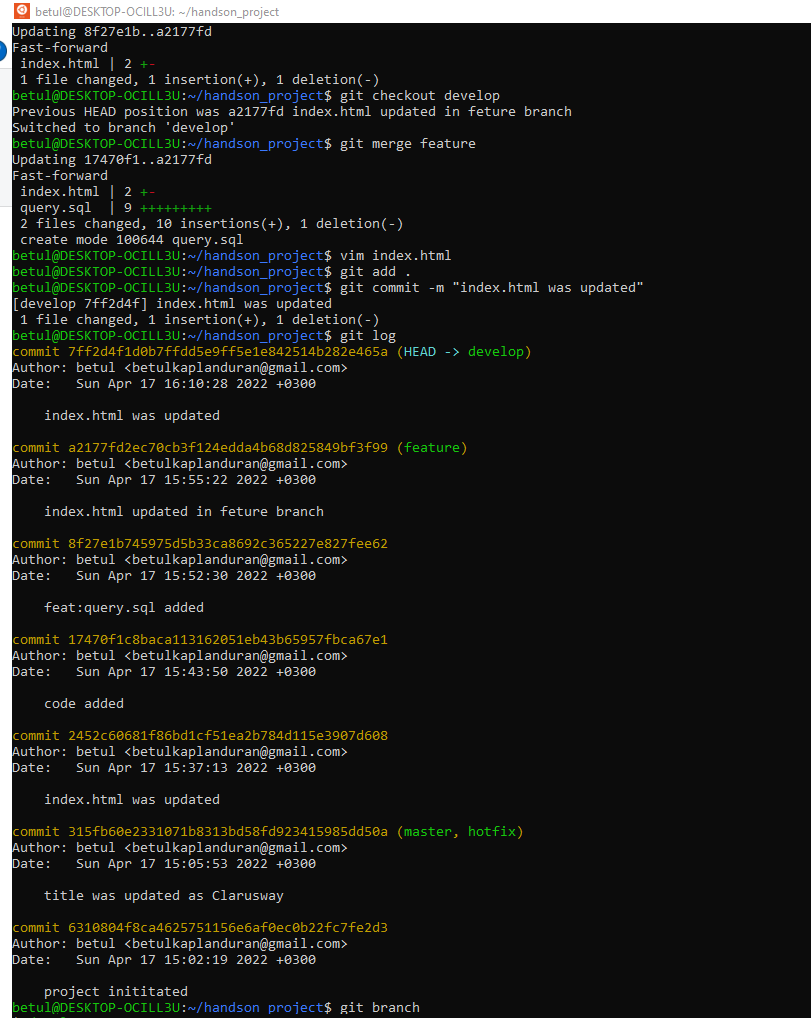 betul@DESKTOP-OCILL3U: ~/handson_project
Updating 8f27e1b..a2177fd
Fast-forward
 index.html | 2 +-
 1 file changed, 1 insertion(+), 1 deletion(-)
betul@DESKTOP-OCILL3U:~/handson_project$ git checkout develop
Previous HEAD position was a2177fd index.html updated in feture branch
Switched to branch 'develop'
betul@DESKTOP-OCILL3U:~/handson_project$ git merge feature
Updating 17470f1..a2177fd
Fast-forward
 index.html | 2 +-
 query.sql  | 9 +++++++++
 2 files changed, 10 insertions(+), 1 deletion(-)
 create mode 100644 query.sql
betul@DESKTOP-OCILL3U:~/handson_project$ vim index.html
betul@DESKTOP-OCILL3U:~/handson_project$ git add .
betul@DESKTOP-OCILL3U:~/handson_project$ git commit -m "index.html was updated"
[develop 7ff2d4f] index.html was updated
 1 file changed, 1 insertion(+), 1 deletion(-)
betul@DESKTOP-OCILL3U:~/handson_project$ git log
commit 7ff2d4f1d0b7ffdd5e9ff5e1e842514b282e465a (HEAD -> develop)
Author: betul <betulkaplanduran@gmail.com>
Date:   Sun Apr 17 16:10:28 2022 +0300

    index.html was updated

commit a2177fd2ec70cb3f124edda4b68d825849bf3f99 (feature)
Author: betul <betulkaplanduran@gmail.com>
Date:   Sun Apr 17 15:55:22 2022 +0300

    index.html updated in feture branch

commit 8f27e1b745975d5b33ca8692c365227e827fee62
Author: betul <betulkaplanduran@gmail.com>
Date:   Sun Apr 17 15:52:30 2022 +0300

    feat:query.sql added

commit 17470f1c8baca113162051eb43b65957fbca67e1
Author: betul <betulkaplanduran@gmail.com>
Date:   Sun Apr 17 15:43:50 2022 +0300

    code added

commit 2452c60681f86bd1cf51ea2b784d115e3907d608
Author: betul <betulkaplanduran@gmail.com>
Date:   Sun Apr 17 15:37:13 2022 +0300

    index.html was updated

commit 315fb60e2331071b8313bd58fd923415985dd50a (master, hotfix)
Author: betul <betulkaplanduran@gmail.com>
Date:   Sun Apr 17 15:05:53 2022 +0300

    title was updated as Clarusway

commit 6310804f8ca4625751156e6af0ec0b22fc7fe2d3
Author: betul <betulkaplanduran@gmail.com>
Date:   Sun Apr 17 15:02:19 2022 +0300

    project inititated
betul@DESKTOP-OCILL3U:~/handson_project$ git branch